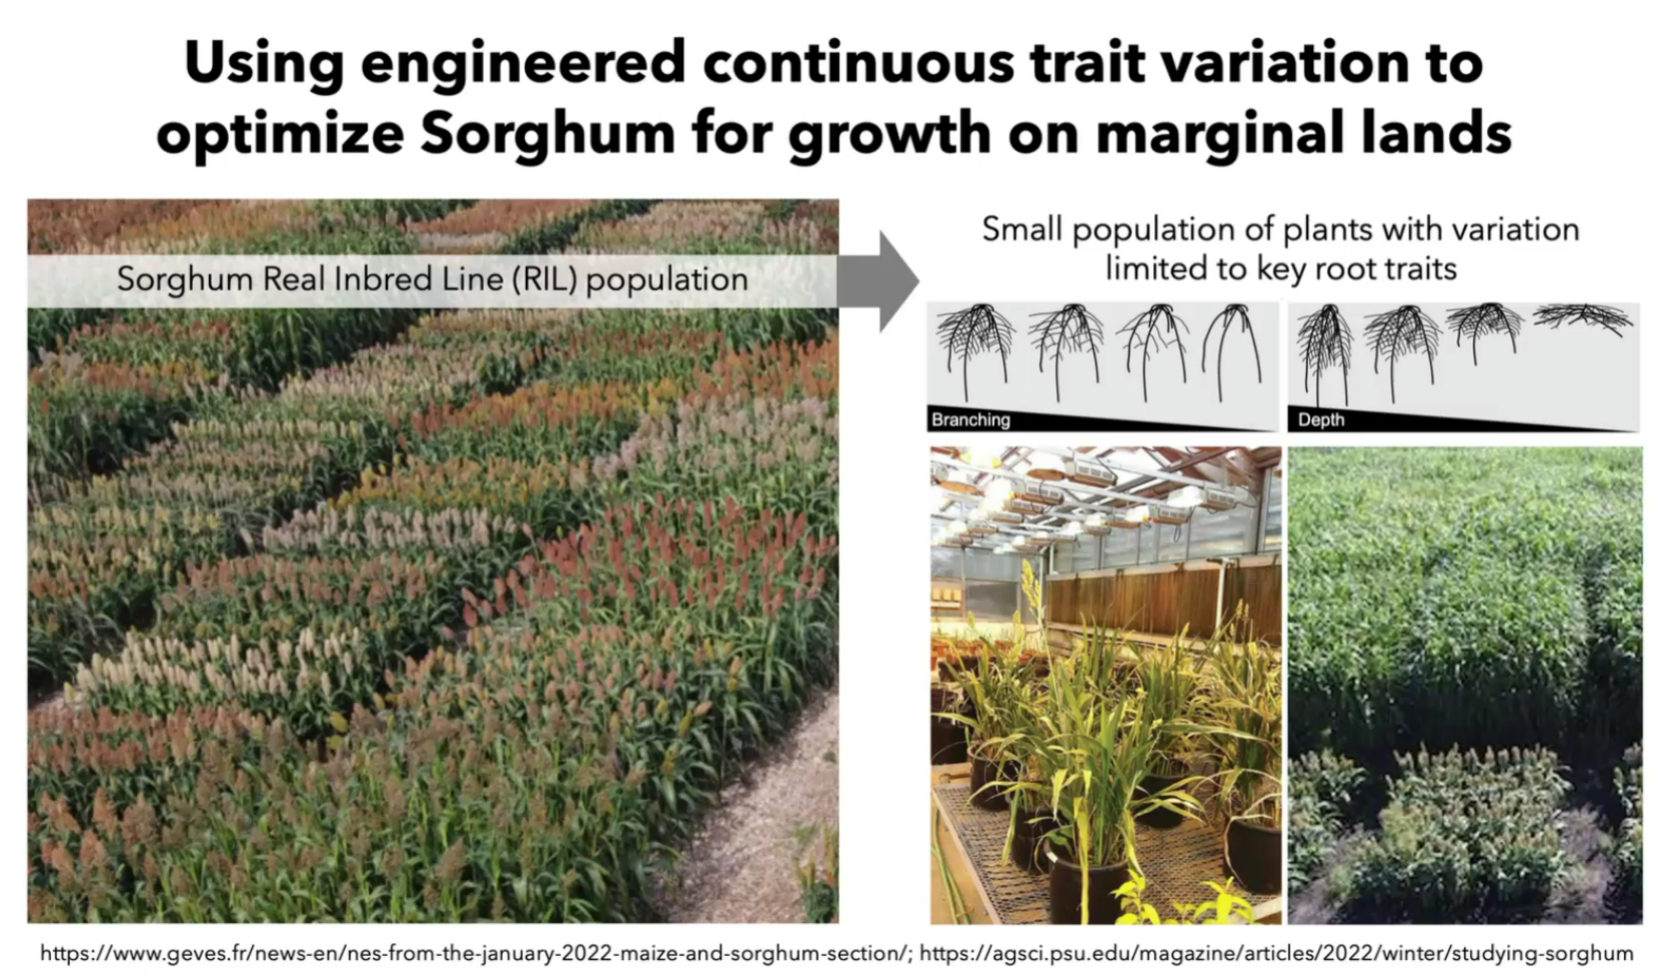 Using engineered continuous trait variation to
optimize Sorghum for growth on marginal lands
Sorghum Real Inbred Line (RIL) population
Small population of plants with variation
limited to key root traits
Branching
Depth
https://www.geves.fr/news-en/nes-from-the-january-2022-maize-and-sorghum-section/; https://agsci.psu.edu/magazine/articles/2022/winter/studying-sorghum